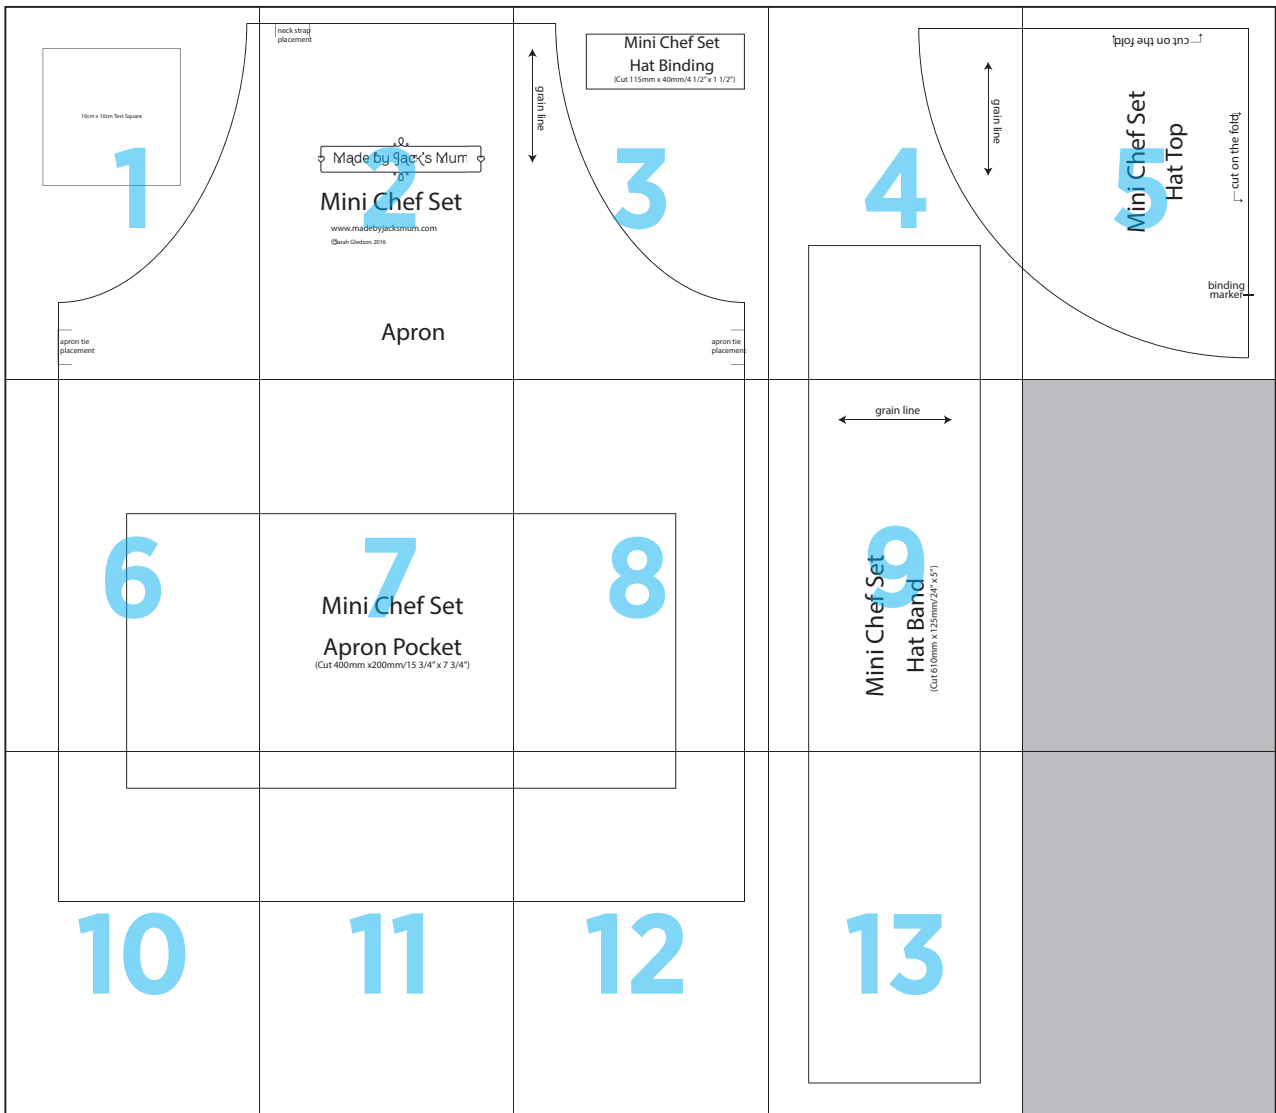 neck strap
placement
10cm x 10cm Test Square
1
Made by Jack's Mum
2
Mini Chef Set
www.madebyjacksmum.com
©Sarah Gledson 2016
Apron
apron tie
placement
grain line
Mini Chef Set
Hat Binding
(Cut 115mm x 40mm/4 1/2" x 1 1/2")
3
apron tie
placement
4
grain line
cut on the fold
Mini Chef Set
Hat Top
5
cut on the fold
binding
marker
6
7
Mini Chef Set
Apron Pocket
(Cut 400mm x200mm/15 3/4" x 7 3/4")
8
grain line
9
Mini Chef Set
Hat Band
(Cut 610mm x 125mm/24" x 5")
10
11
12
13